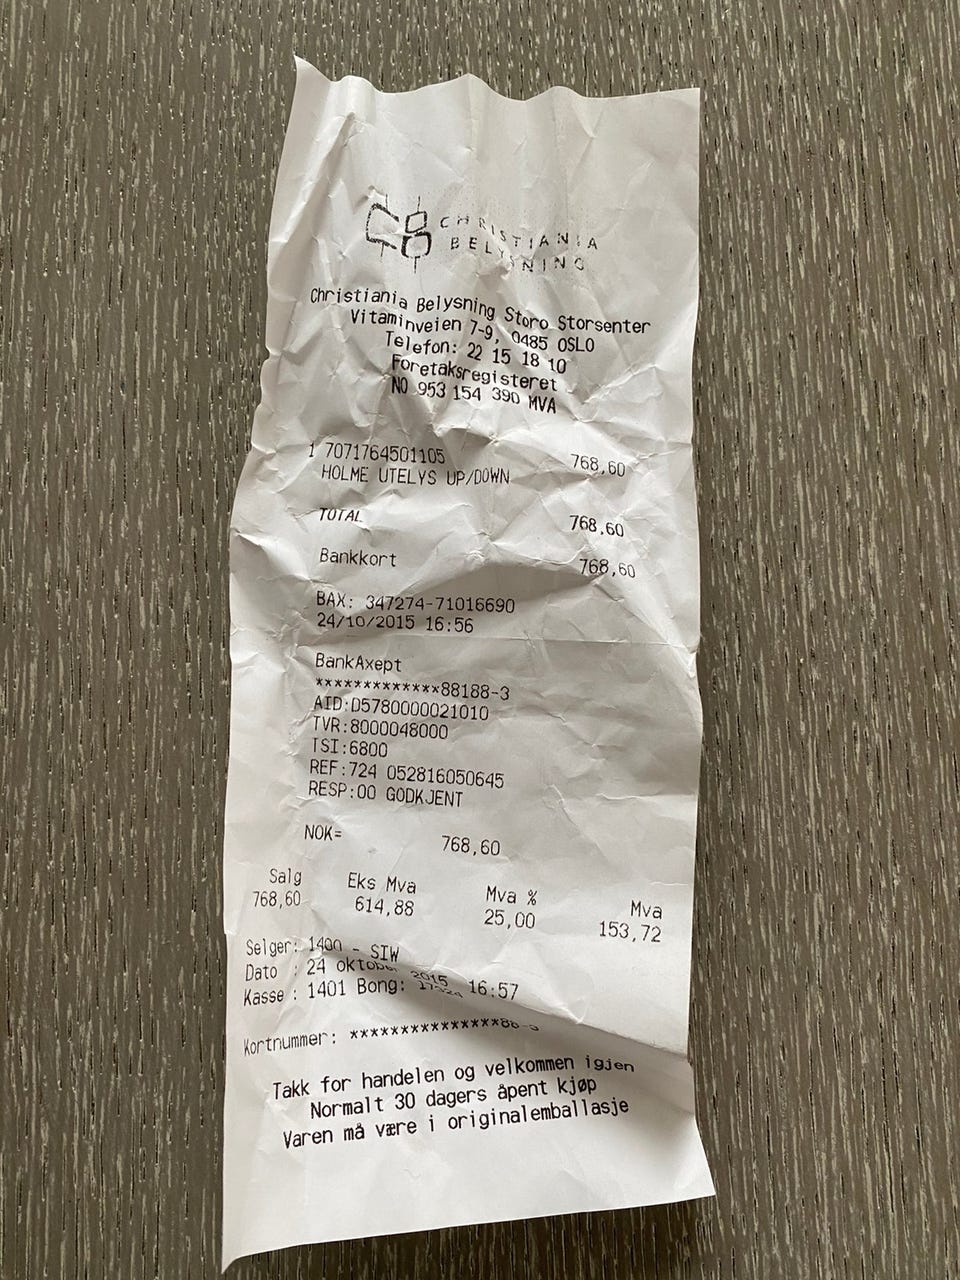 CHRISTIANIA
BELYSNING
Christiania Belysning Storo Storsenter
Vitaminveien 7-9, 0485 OSLO
Telefon: 22 15 18 10
Foretaksregisteret
NO 953 154 390 MVA
1 7071764501105 768,60
HOLME UTELYS UP/DOWN
TOTAL 768,60
Bankkort 768,60
BAX: 347274-71016690
24/10/2015 16:56
BankAxept
*************88188-3
AID:D5780000021010
TVR:8000048000
TSI:6800
REF:724 052816050645
RESP:00 GODKJENT
NOK= 768,60
Salg Eks Mva Mva % Mva
768,60 614,88 25,00 153,72
Selger: 1400 - SIW
Dato : 24 oktober 2015 16:57
Kasse : 1401 Bong:
Kortnummer:
Takk for handelen og velkommen igjen
Normalt 30 dagers åpent kjøp
Varen må være i originalemballasje